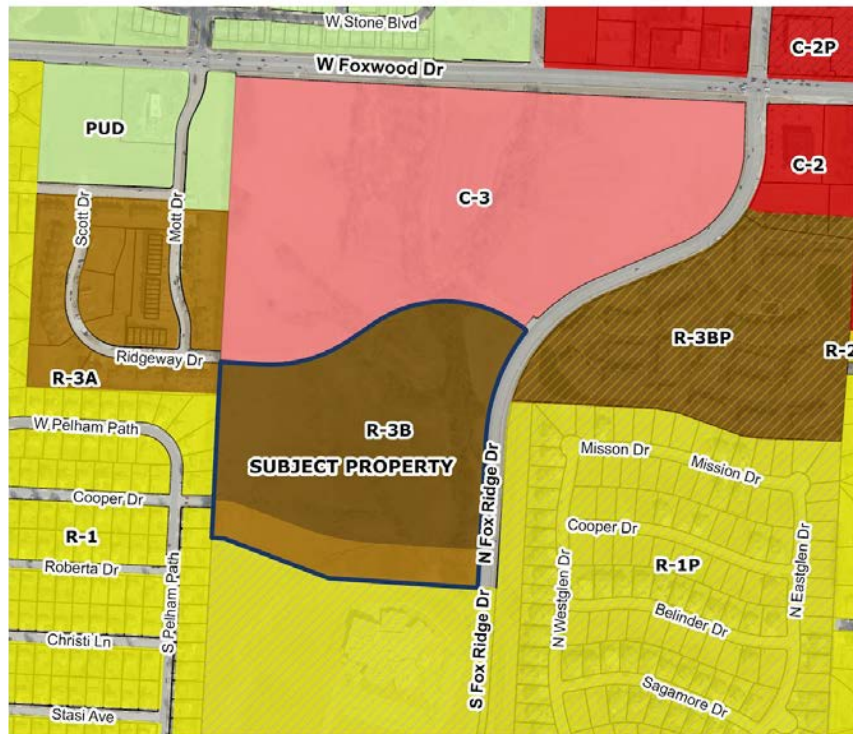 W Stone Blvd
W Foxwood Dr
C-2P
PUD
C-2
C-3
Scott Dr
Mott Dr
R-3BP
Ridgeway Dr
R-2
R-3A
W Pelham Path
R-3B
SUBJECT PROPERTY
Misson Dr
Mission Dr
Cooper Dr
N Fox Ridge Dr
Cooper Dr
R-1
R-1P
Roberta Dr
N Westglen Dr
N Eastglen Dr
S Pelham Path
Belinder Dr
Christi Ln
S Fox Ridge Dr
Sagamore Dr
Stasi Ave